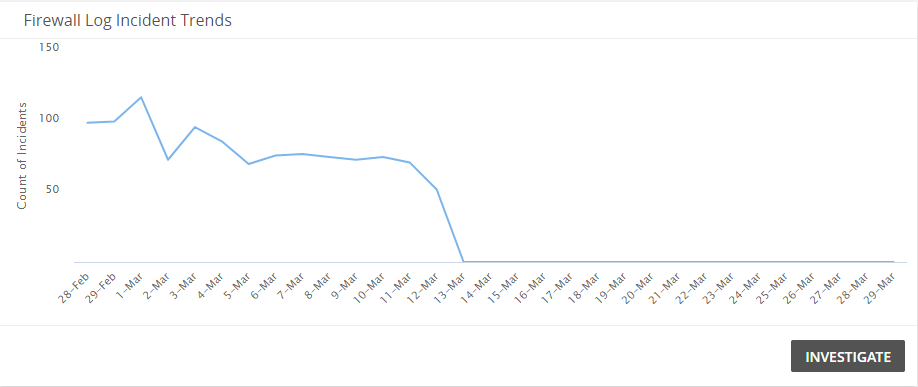 Firewall Log Incident Trends
150
100
50
Count of Incidents
28-Feb
29-Feb
1-Mar
2-Mar
3-Mar
4-Mar
5-Mar
6-Mar
7-Mar
8-Mar
9-Mar
10-Mar
11-Mar
12-Mar
13-Mar
14-Mar
15-Mar
16-Mar
17-Mar
18-Mar
19-Mar
20-Mar
21-Mar
22-Mar
23-Mar
24-Mar
25-Mar
26-Mar
27-Mar
28-Mar
29-Mar
INVESTIGATE